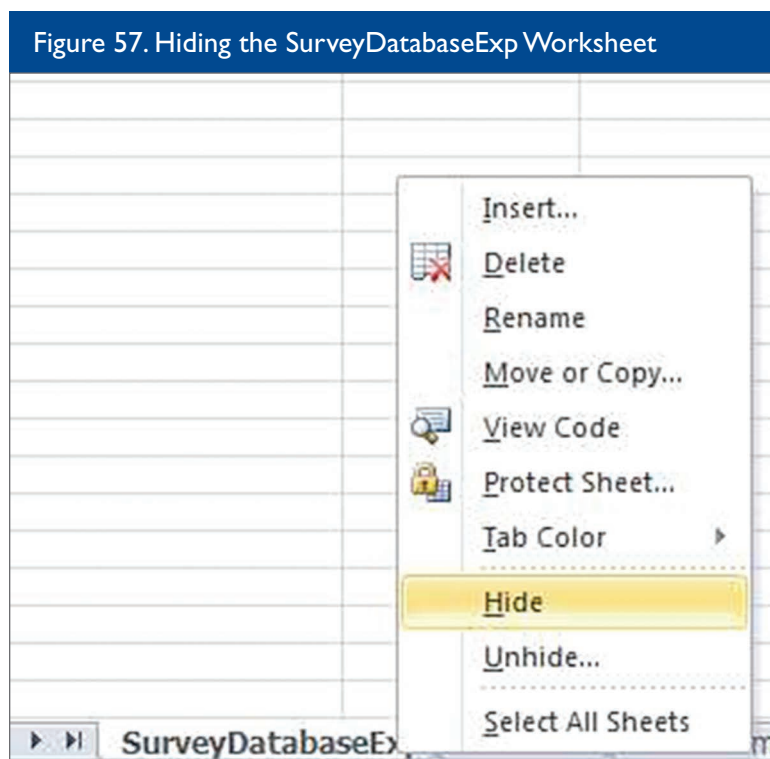 Figure 57. Hiding the SurveyDatabaseExp Worksheet
Insert...
Delete
Rename
Move or Copy...
View Code
Protect Sheet...
Tab Color
Hide
Unhide...
Select All Sheets
SurveyDatabaseEx